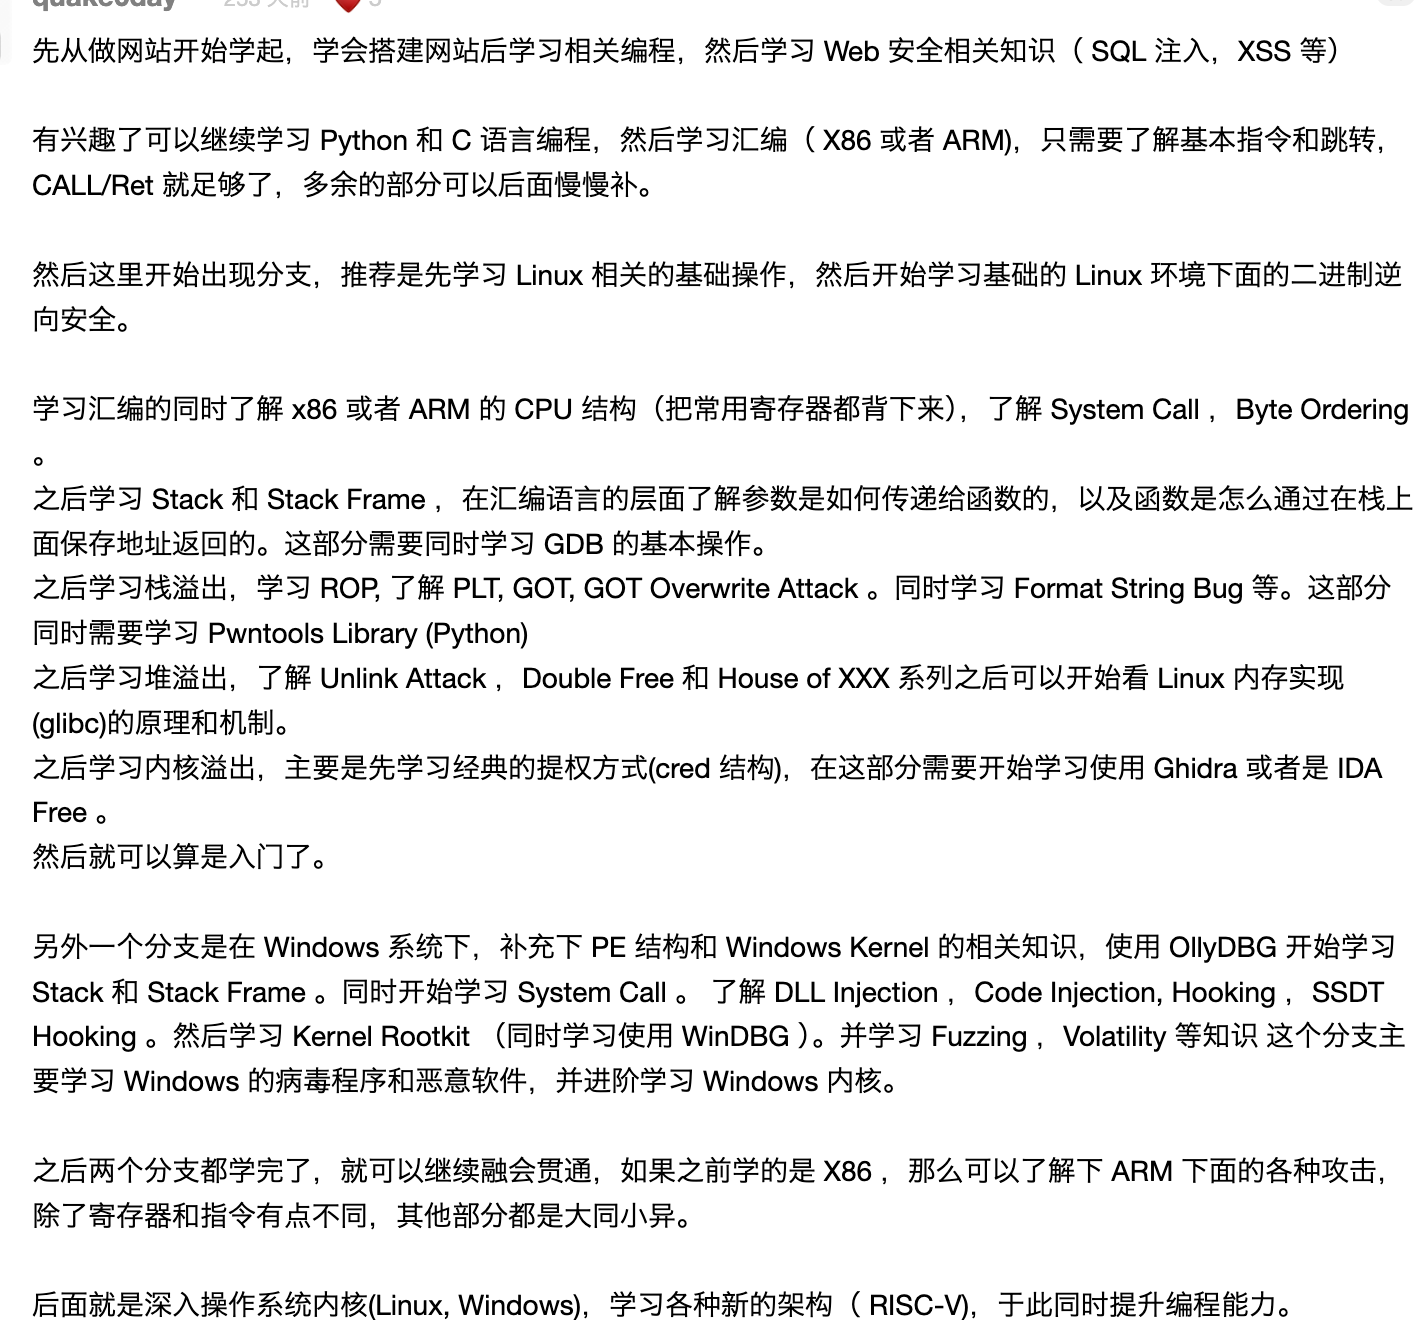 先从做网站开始学起，学会搭建网站后学习相关编程，然后学习 Web 安全相关知识（ SQL 注入，XSS 等）
有兴趣了可以继续学习 Python 和 C 语言编程，然后学习汇编（ X86 或者 ARM)，只需要了解基本指令和跳转，
CALL/Ret 就足够了，多余的部分可以后面慢慢补。
然后这里开始出现分支，推荐是先学习 Linux 相关的基础操作，然后开始学习基础的 Linux 环境下面的二进制逆
向安全。
学习汇编的同时了解 x86 或者 ARM 的 CPU 结构（把常用寄存器都背下来），了解 System Call ，Byte Ordering
。
之后学习 Stack 和 Stack Frame ，在汇编语言的层面了解参数是如何传递给函数的，以及函数是怎么通过在栈上
面保存地址返回的。这部分需要同时学习 GDB 的基本操作。
之后学习栈溢出，学习 ROP, 了解 PLT, GOT, GOT Overwrite Attack 。同时学习 Format String Bug 等。这部分
同时需要学习 Pwntools Library (Python)
之后学习堆溢出，了解 Unlink Attack ，Double Free 和 House of XXX 系列之后可以开始看 Linux 内存实现
(glibc)的原理和机制。
之后学习内核溢出，主要是先学习经典的提权方式(cred 结构)，在这部分需要开始学习使用 Ghidra 或者是 IDA
Free 。
然后就可以算是入门了。
另外一个分支是在 Windows 系统下，补充下 PE 结构和 Windows Kernel 的相关知识，使用 OllyDBG 开始学习
Stack 和 Stack Frame 。同时开始学习 System Call 。 了解 DLL Injection ，Code Injection, Hooking ，SSDT
Hooking 。然后学习 Kernel Rootkit （同时学习使用 WinDBG ）。并学习 Fuzzing ，Volatility 等知识 这个分支主
要学习 Windows 的病毒程序和恶意软件，并进阶学习 Windows 内核。
之后两个分支都学完了，就可以继续融会贯通，如果之前学的是 X86 ，那么可以了解下 ARM 下面的各种攻击，
除了寄存器和指令有点不同，其他部分都是大同小异。
后面就是深入操作系统内核(Linux, Windows)，学习各种新的架构（ RISC-V)，于此同时提升编程能力。